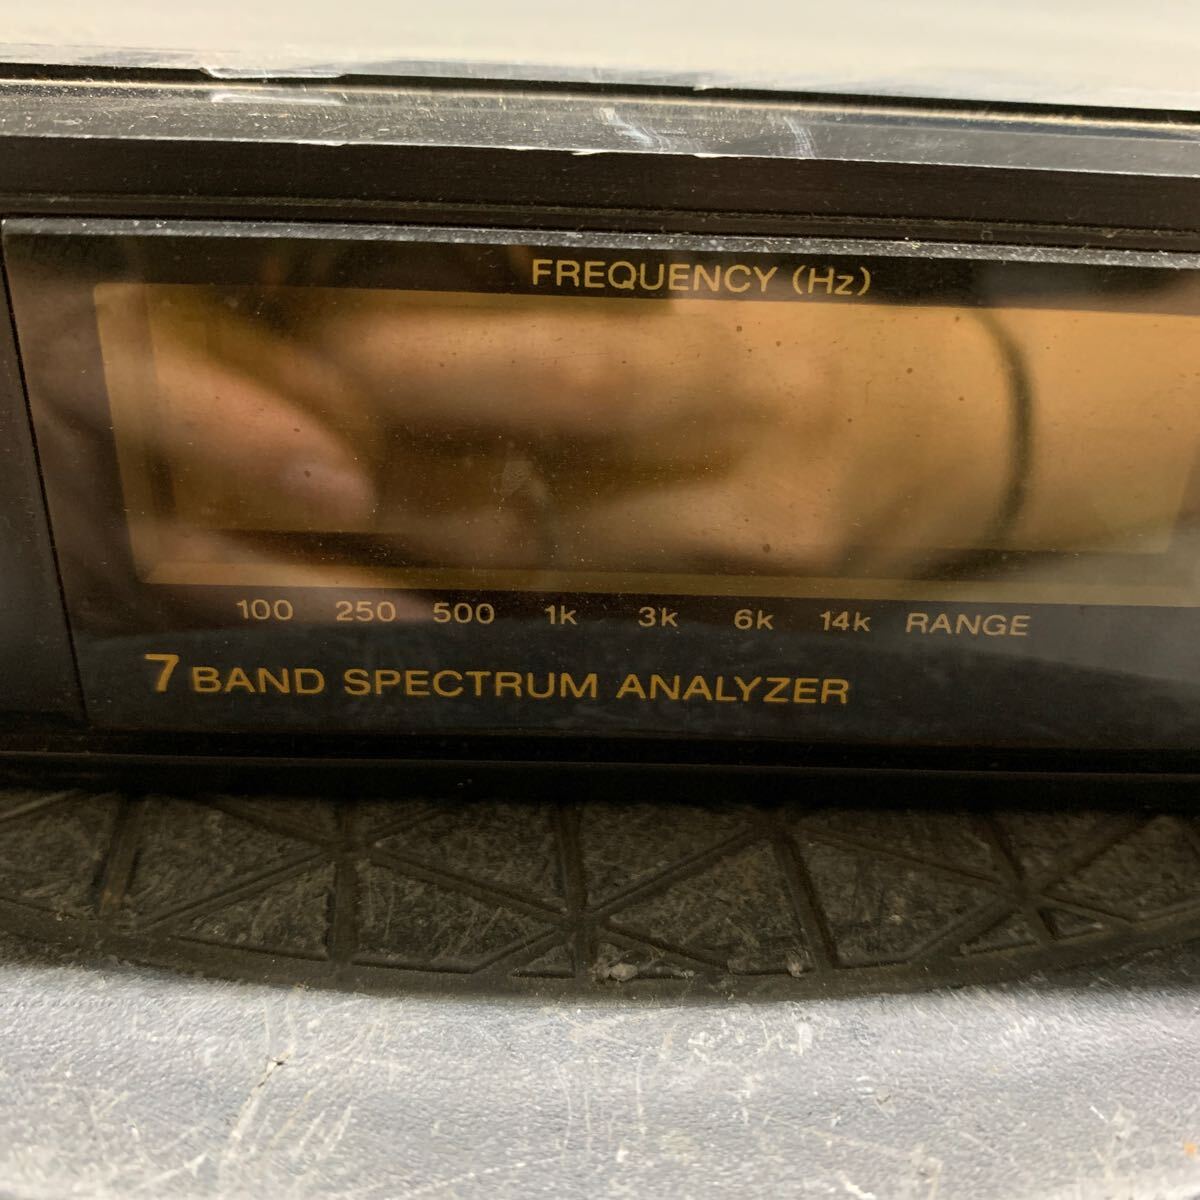 FREQUENCY (Hz)
100 250 500 1k 3k 6k 14k RANGE
7 BAND SPECTRUM ANALYZER